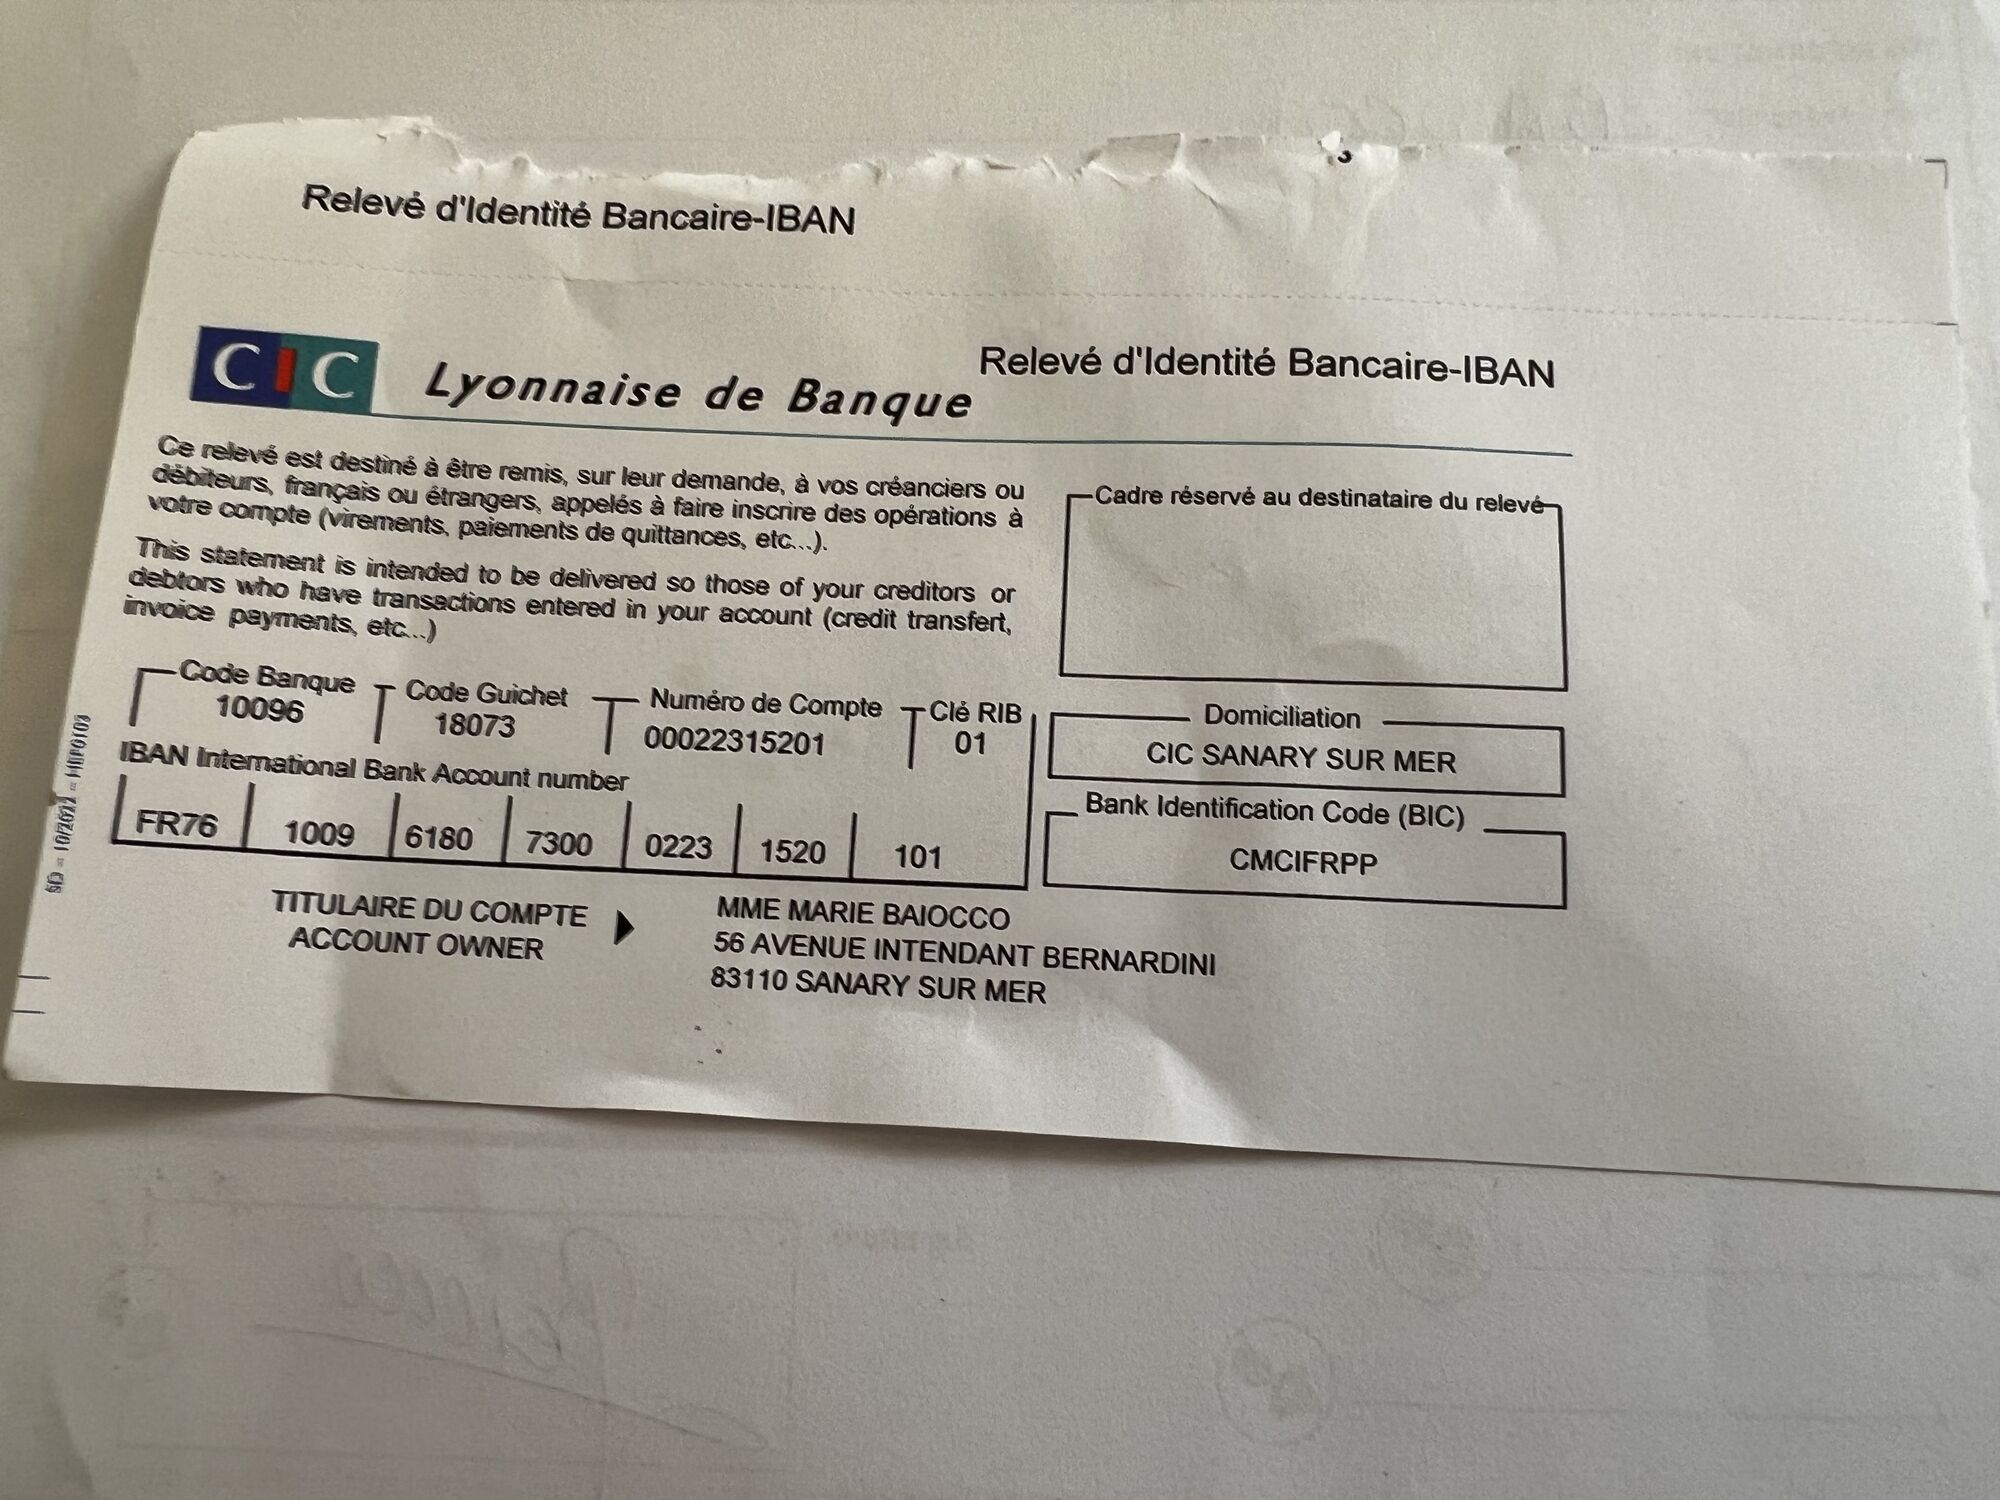 Relevé d'Identité Bancaire-IBAN
CIC Lyonnaise de Banque
Relevé d'Identité Bancaire-IBAN
Ce relevé est destiné à être remis, sur leur demande, à vos créanciers ou
débiteurs, français ou étrangers, appelés à faire inscrire des opérations à
votre compte (virements, paiements de quittances, etc...).
This statement is intended to be delivered so those of your creditors or
debtors who have transactions entered in your account (credit transfert,
invoice payments, etc...)
Cadre réservé au destinataire du relevé
Code Banque Code Guichet Numéro de Compte Clé RIB
10096 18073 00022315201 01
IBAN International Bank Account number
FR76 1009 6180 7300 0223 1520 101
Domiciliation
CIC SANARY SUR MER
Bank Identification Code (BIC)
CMCIFRPP
TITULAIRE DU COMPTE
ACCOUNT OWNER
MME MARIE BAIOCCO
56 AVENUE INTENDANT BERNARDINI
83110 SANARY SUR MER